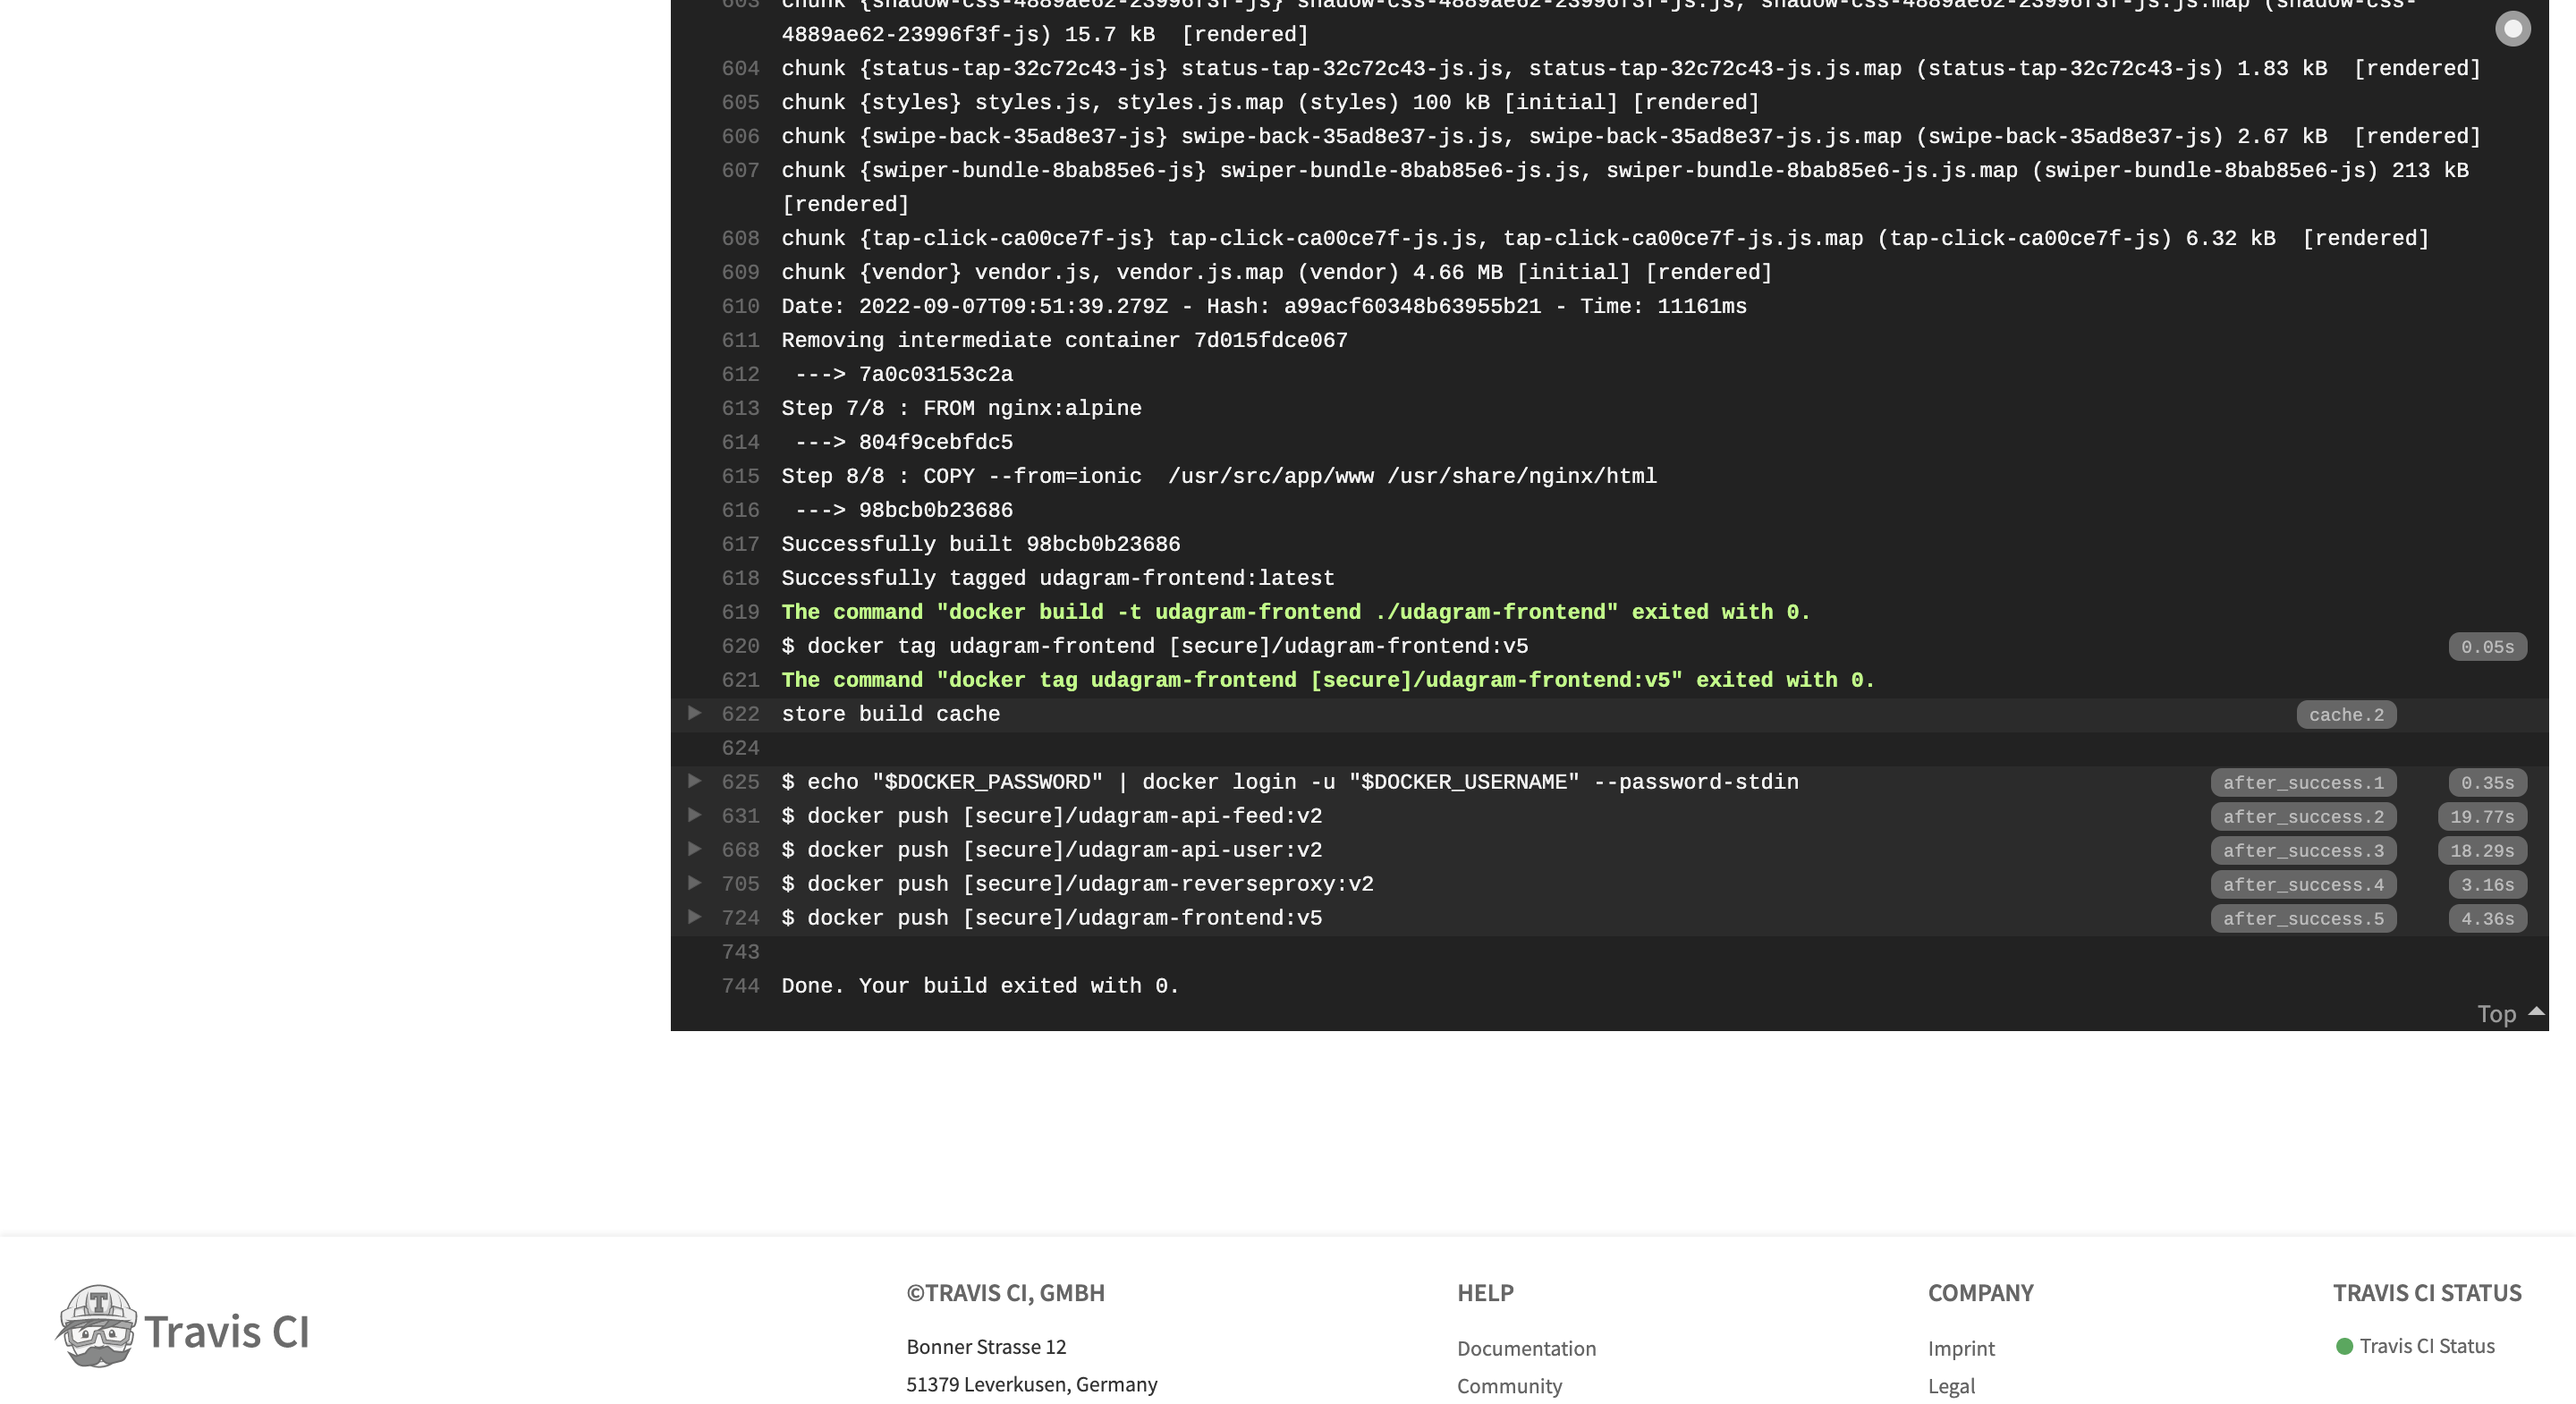 603 chunk {shadow-css-4889ae62-23996f3f-js} shadow-css-4889ae62-23996f3f-js.js, shadow-css-4889ae62-23996f3f-js.js.map (shadow-css-
4889ae62-23996f3f-js) 15.7 kB [rendered]
604 chunk {status-tap-32c72c43-js} status-tap-32c72c43-js.js, status-tap-32c72c43-js.js.map (status-tap-32c72c43-js) 1.83 kB [rendered]
605 chunk {styles} styles.js, styles.js.map (styles) 100 kB [initial] [rendered]
606 chunk {swipe-back-35ad8e37-js} swipe-back-35ad8e37-js.js, swipe-back-35ad8e37-js.js.map (swipe-back-35ad8e37-js) 2.67 kB [rendered]
607 chunk {swiper-bundle-8bab85e6-js} swiper-bundle-8bab85e6-js.js, swiper-bundle-8bab85e6-js.js.map (swiper-bundle-8bab85e6-js) 213 kB
[rendered]
608 chunk {tap-click-ca00ce7f-js} tap-click-ca00ce7f-js.js, tap-click-ca00ce7f-js.js.map (tap-click-ca00ce7f-js) 6.32 kB [rendered]
609 chunk {vendor} vendor.js, vendor.js.map (vendor) 4.66 MB [initial] [rendered]
610 Date: 2022-09-07T09:51:39.279Z - Hash: a99acf60348b63955b21 - Time: 11161ms
611 Removing intermediate container 7d015fdce067
612 ---> 7a0c03153c2a
613 Step 7/8 : FROM nginx:alpine
614 ---> 804f9cebfdc5
615 Step 8/8 : COPY --from=ionic /usr/src/app/www /usr/share/nginx/html
616 ---> 98bcb0b23686
617 Successfully built 98bcb0b23686
618 Successfully tagged udagram-frontend:latest
619 The command "docker build -t udagram-frontend ./udagram-frontend" exited with 0.
620 $ docker tag udagram-frontend [secure]/udagram-frontend:v5 0.05s
621 The command "docker tag udagram-frontend [secure]/udagram-frontend:v5" exited with 0.
622 store build cache cache.2
624
625 $ echo "$DOCKER_PASSWORD" | docker login -u "$DOCKER_USERNAME" --password-stdin after_success.1 0.35s
631 $ docker push [secure]/udagram-api-feed:v2 after_success.2 19.77s
668 $ docker push [secure]/udagram-api-user:v2 after_success.3 18.29s
705 $ docker push [secure]/udagram-reverseproxy:v2 after_success.4 3.16s
724 $ docker push [secure]/udagram-frontend:v5 after_success.5 4.36s
743
744 Done. Your build exited with 0.
Top
T
Travis CI
©TRAVIS CI, GMBH
Bonner Strasse 12
51379 Leverkusen, Germany
HELP
Documentation
Community
COMPANY
Imprint
Legal
TRAVIS CI STATUS
Travis CI Status